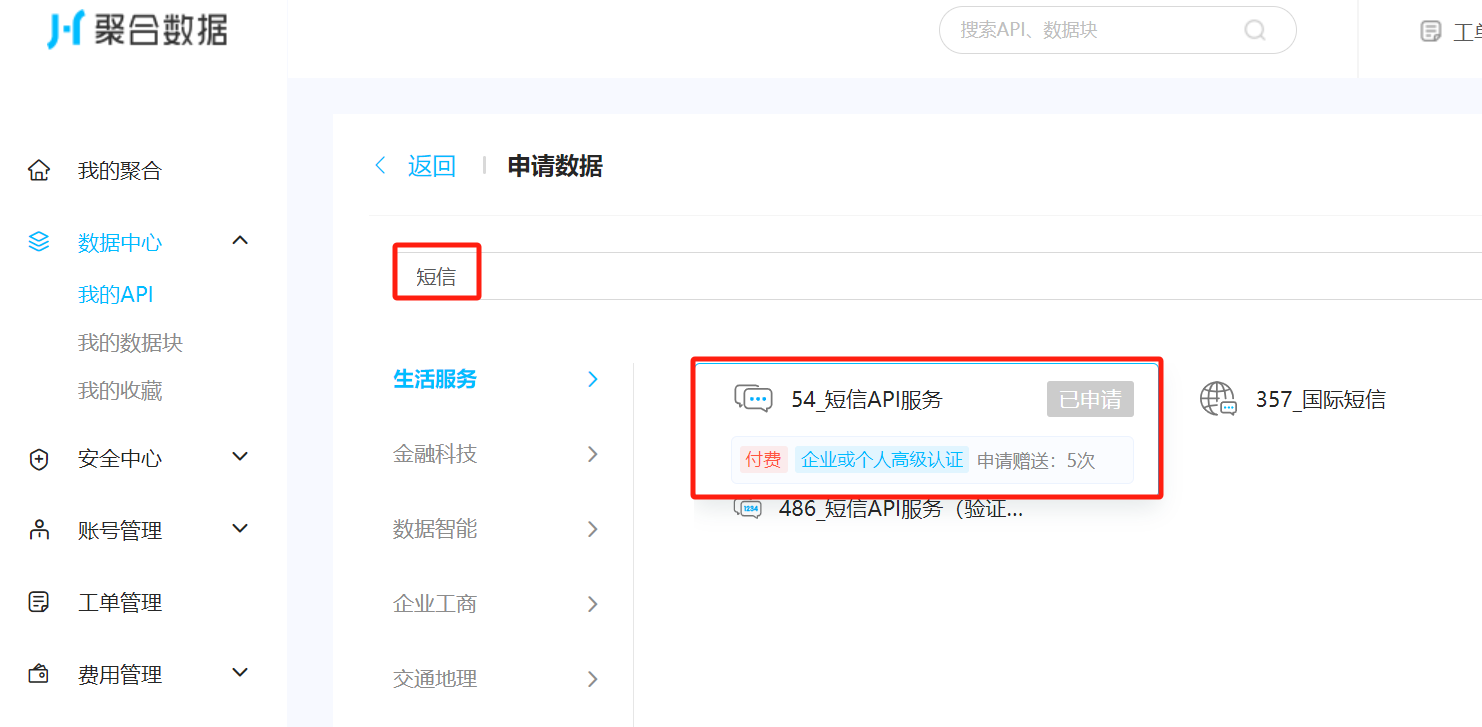 聚合数据
搜索API、数据块
工单
我的聚合
数据中心
我的API
我的数据块
我的收藏
安全中心
账号管理
工单管理
费用管理
返回
申请数据
短信
生活服务
金融科技
数据智能
企业工商
交通地理
54_短信API服务
已申请
付费 企业或个人高级认证 申请赠送：5次
357_国际短信
1234
486_短信API服务（验证...